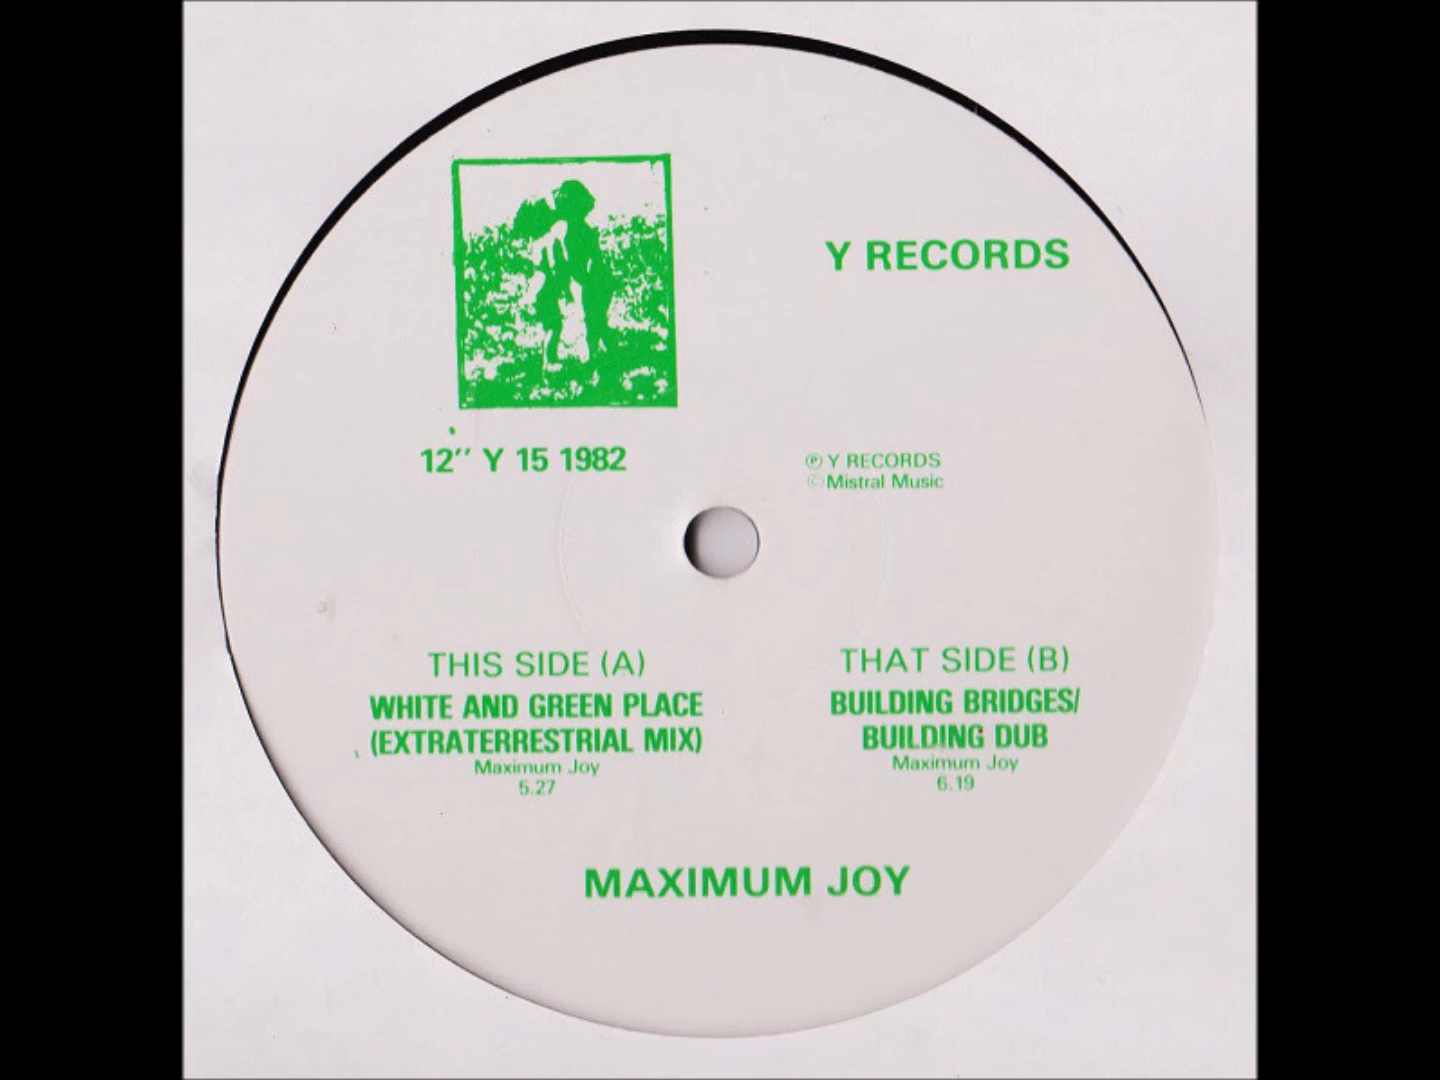 Y RECORDS
12″ Y 15 1982
Ⓟ Y RECORDS
© Mistral Music
THIS SIDE (A)
WHITE AND GREEN PLACE
(EXTRATERRESTRIAL MIX)
Maximum Joy
5.27
THAT SIDE (B)
BUILDING BRIDGES/
BUILDING DUB
Maximum Joy
6.19
MAXIMUM JOY